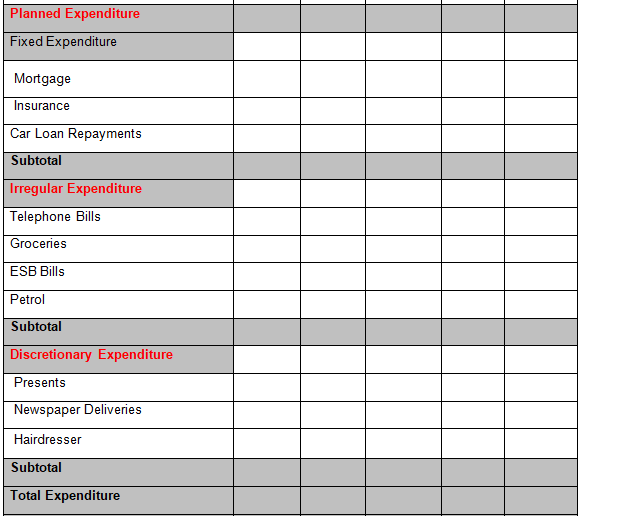 Planned Expenditure
Fixed Expenditure
Mortgage
Insurance
Car Loan Repayments
Subtotal
Irregular Expenditure
Telephone Bills
Groceries
ESB Bills
Petrol
Subtotal
Discretionary Expenditure
Presents
Newspaper Deliveries
Hairdresser
Subtotal
Total Expenditure